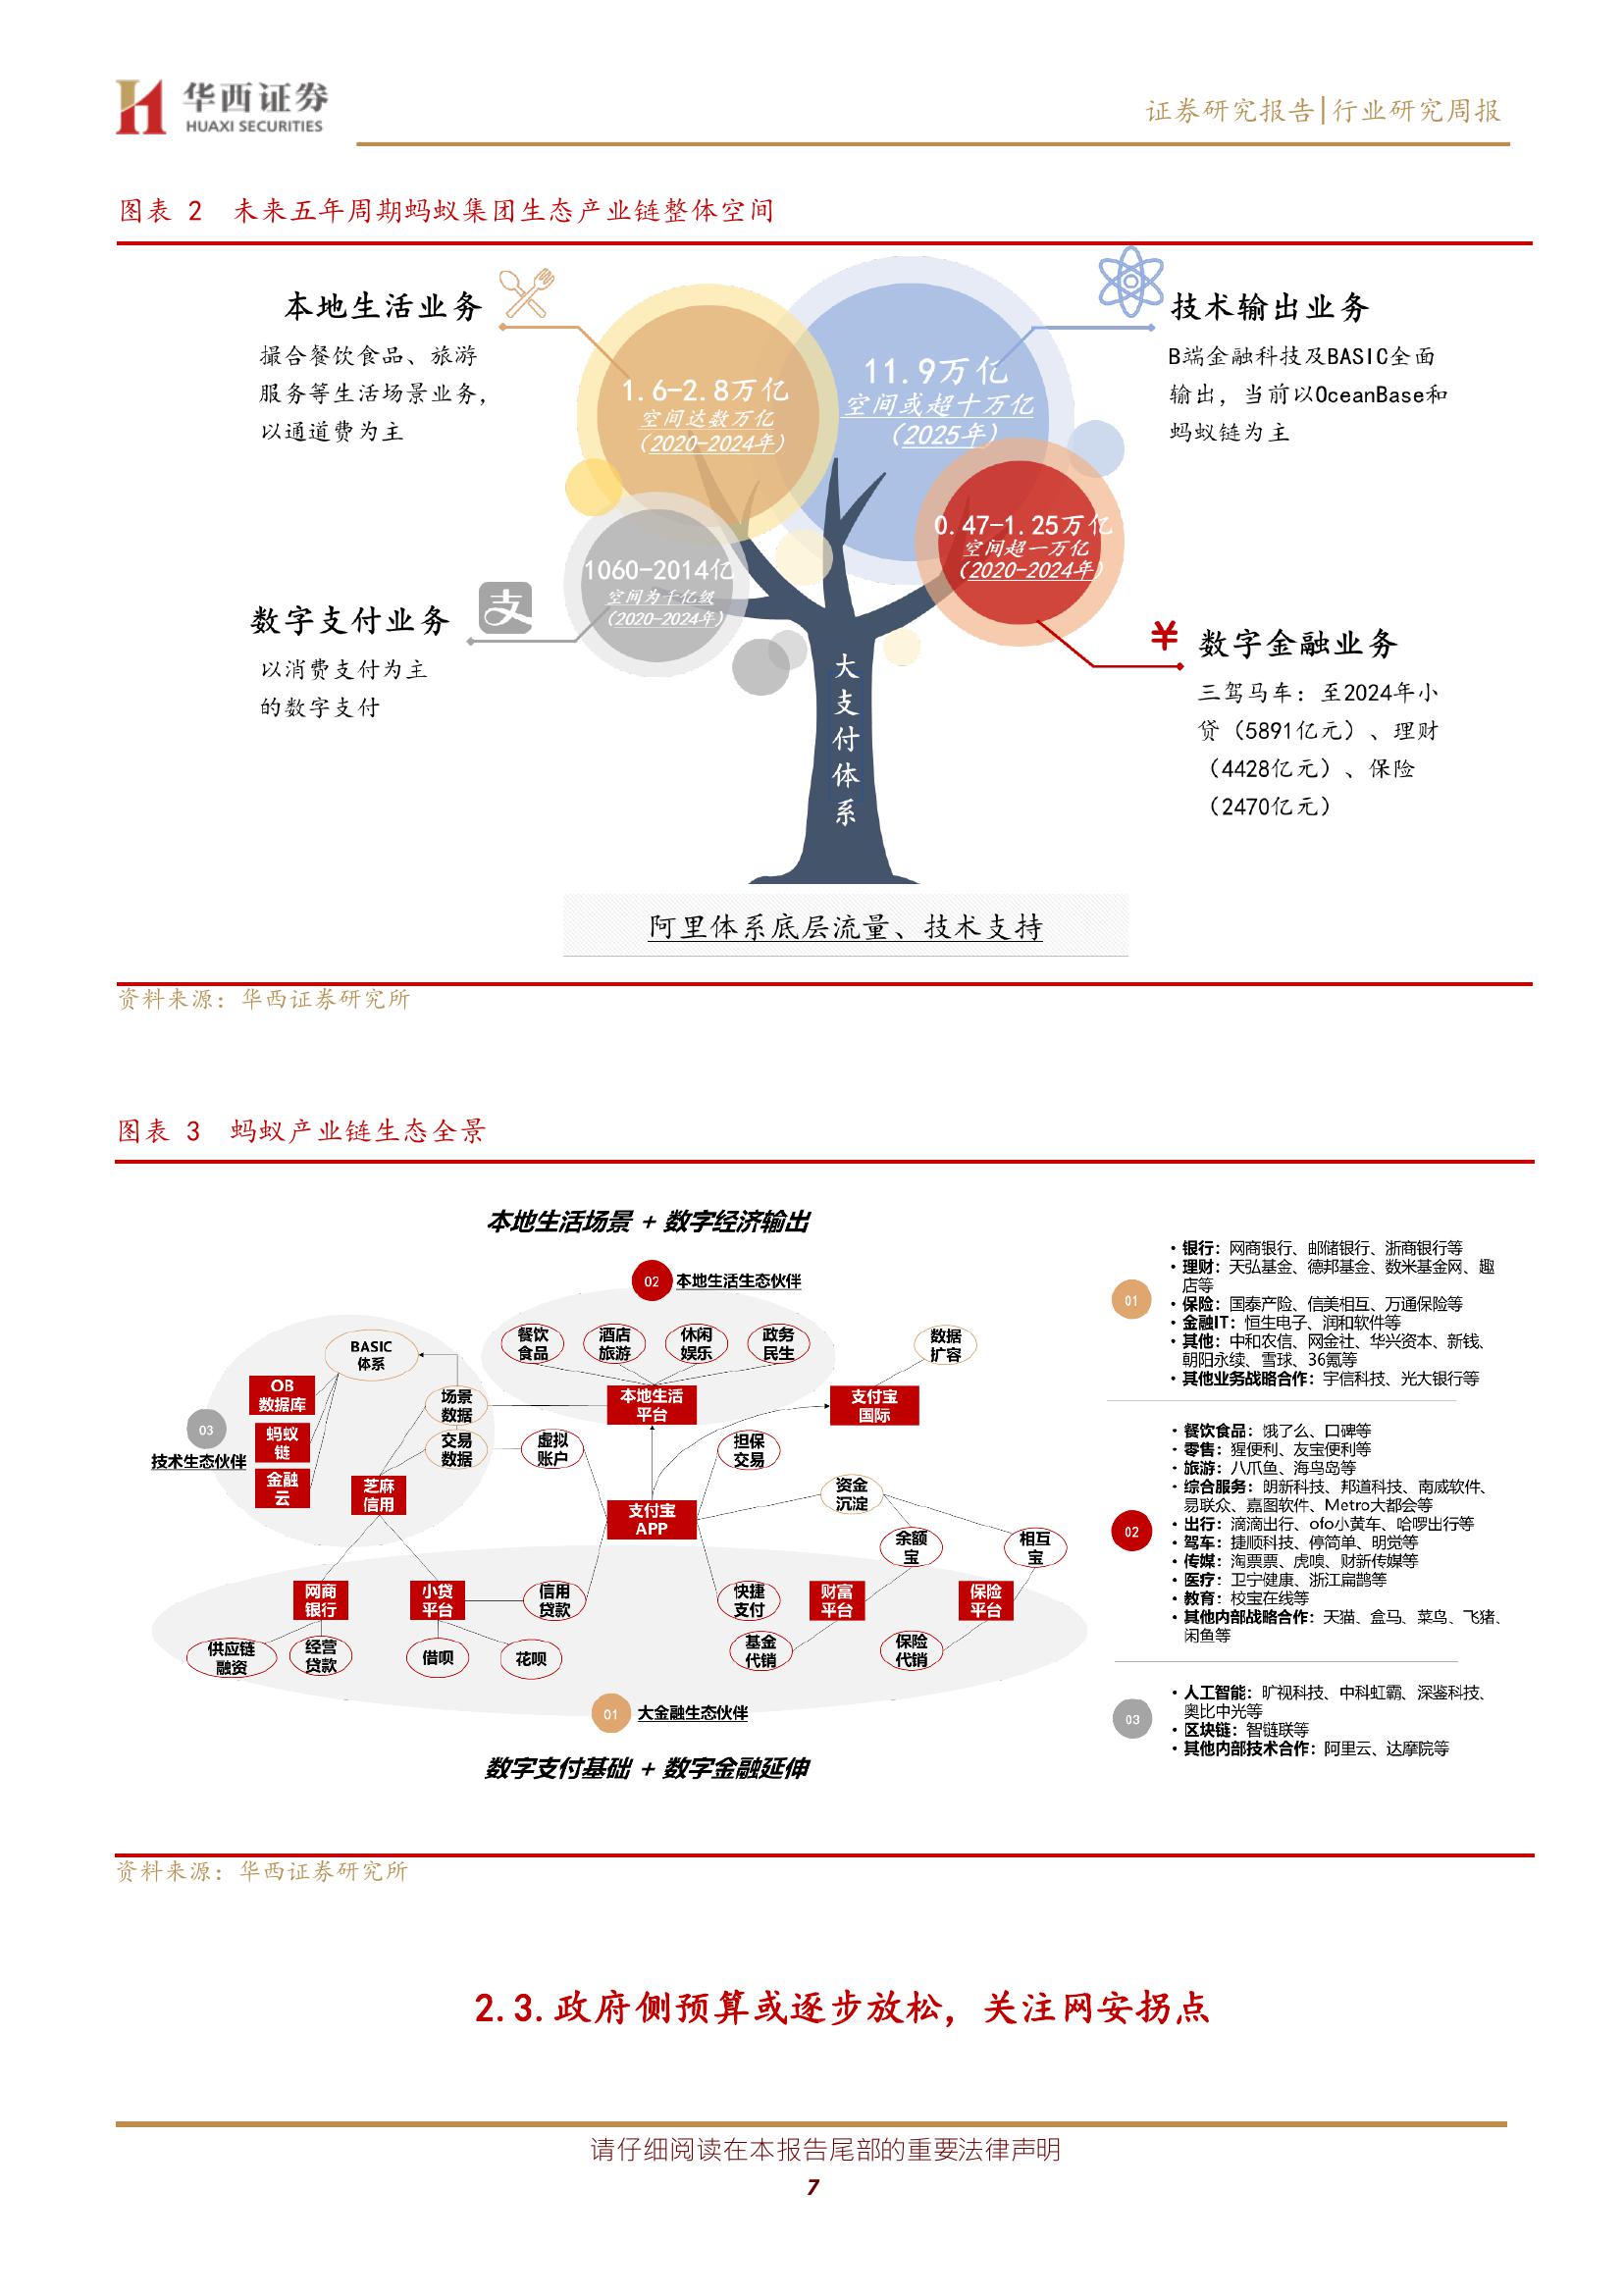 华西证券
HUAXI SECURITIES
证券研究报告|行业研究周报
图表 2 未来五年周期蚂蚁集团生态产业链整体空间
本地生活业务
撮合餐饮食品、旅游
服务等生活场景业务，
以通道费为主
1.6-2.8万亿
空间达数万亿
（2020-2024年）
11.9万亿
空间或超十万亿
（2025年）
技术输出业务
B端金融科技及BASIC全面
输出，当前以OceanBase和
蚂蚁链为主
0.47-1.25万亿
空间超一万亿
（2020-2024年）
1060-2014亿
空间为千亿级
（2020-2024年）
数字支付业务
支
以消费支付为主
的数字支付
¥ 数字金融业务
三驾马车：至2024年小
贷（5891亿元）、理财
（4428亿元）、保险
（2470亿元）
大
支
付
体
系
阿里体系底层流量、技术支持
资料来源：华西证券研究所
图表 3 蚂蚁产业链生态全景
本地生活场景 + 数字经济输出
02 本地生活生态伙伴
餐饮
食品
酒店
旅游
休闲
娱乐
政务
民生
数据
扩容
BASIC
体系
OB
数据库
蚂蚁
链
金融
云
03
技术生态伙伴
场景
数据
交易
数据
芝麻
信用
本地生活
平台
支付宝
国际
虚拟
账户
担保
交易
支付宝
APP
资金
沉淀
余额
宝
相互
宝
网商
银行
小贷
平台
信用
贷款
快捷
支付
财富
平台
保险
平台
供应链
融资
经营
贷款
借呗
花呗
基金
代销
保险
代销
01 大金融生态伙伴
数字支付基础 + 数字金融延伸
01
• 银行：网商银行、邮储银行、浙商银行等
• 理财：天弘基金、德邦基金、数米基金网、趣
店等
• 保险：国泰产险、信美相互、万通保险等
• 金融IT：恒生电子、润和软件等
• 其他：中和农信、网金社、华兴资本、新钱、
朝阳永续、雪球、36氪等
• 其他业务战略合作：宇信科技、光大银行等
02
• 餐饮食品：饿了么、口碑等
• 零售：猩便利、友宝便利等
• 旅游：八爪鱼、海鸟岛等
• 综合服务：朗新科技、邦道科技、南威软件、
易联众、嘉图软件、Metro大都会等
• 出行：滴滴出行、ofo小黄车、哈啰出行等
• 驾车：捷顺科技、停简单、明觉等
• 传媒：淘票票、虎嗅、财新传媒等
• 医疗：卫宁健康、浙江扁鹊等
• 教育：校宝在线等
• 其他内部战略合作：天猫、盒马、菜鸟、飞猪、
闲鱼等
03
• 人工智能：旷视科技、中科虹霸、深鉴科技、
奥比中光等
• 区块链：智链联等
• 其他内部技术合作：阿里云、达摩院等
资料来源：华西证券研究所
2.3.政府侧预算或逐步放松，关注网安拐点
请仔细阅读在本报告尾部的重要法律声明
7